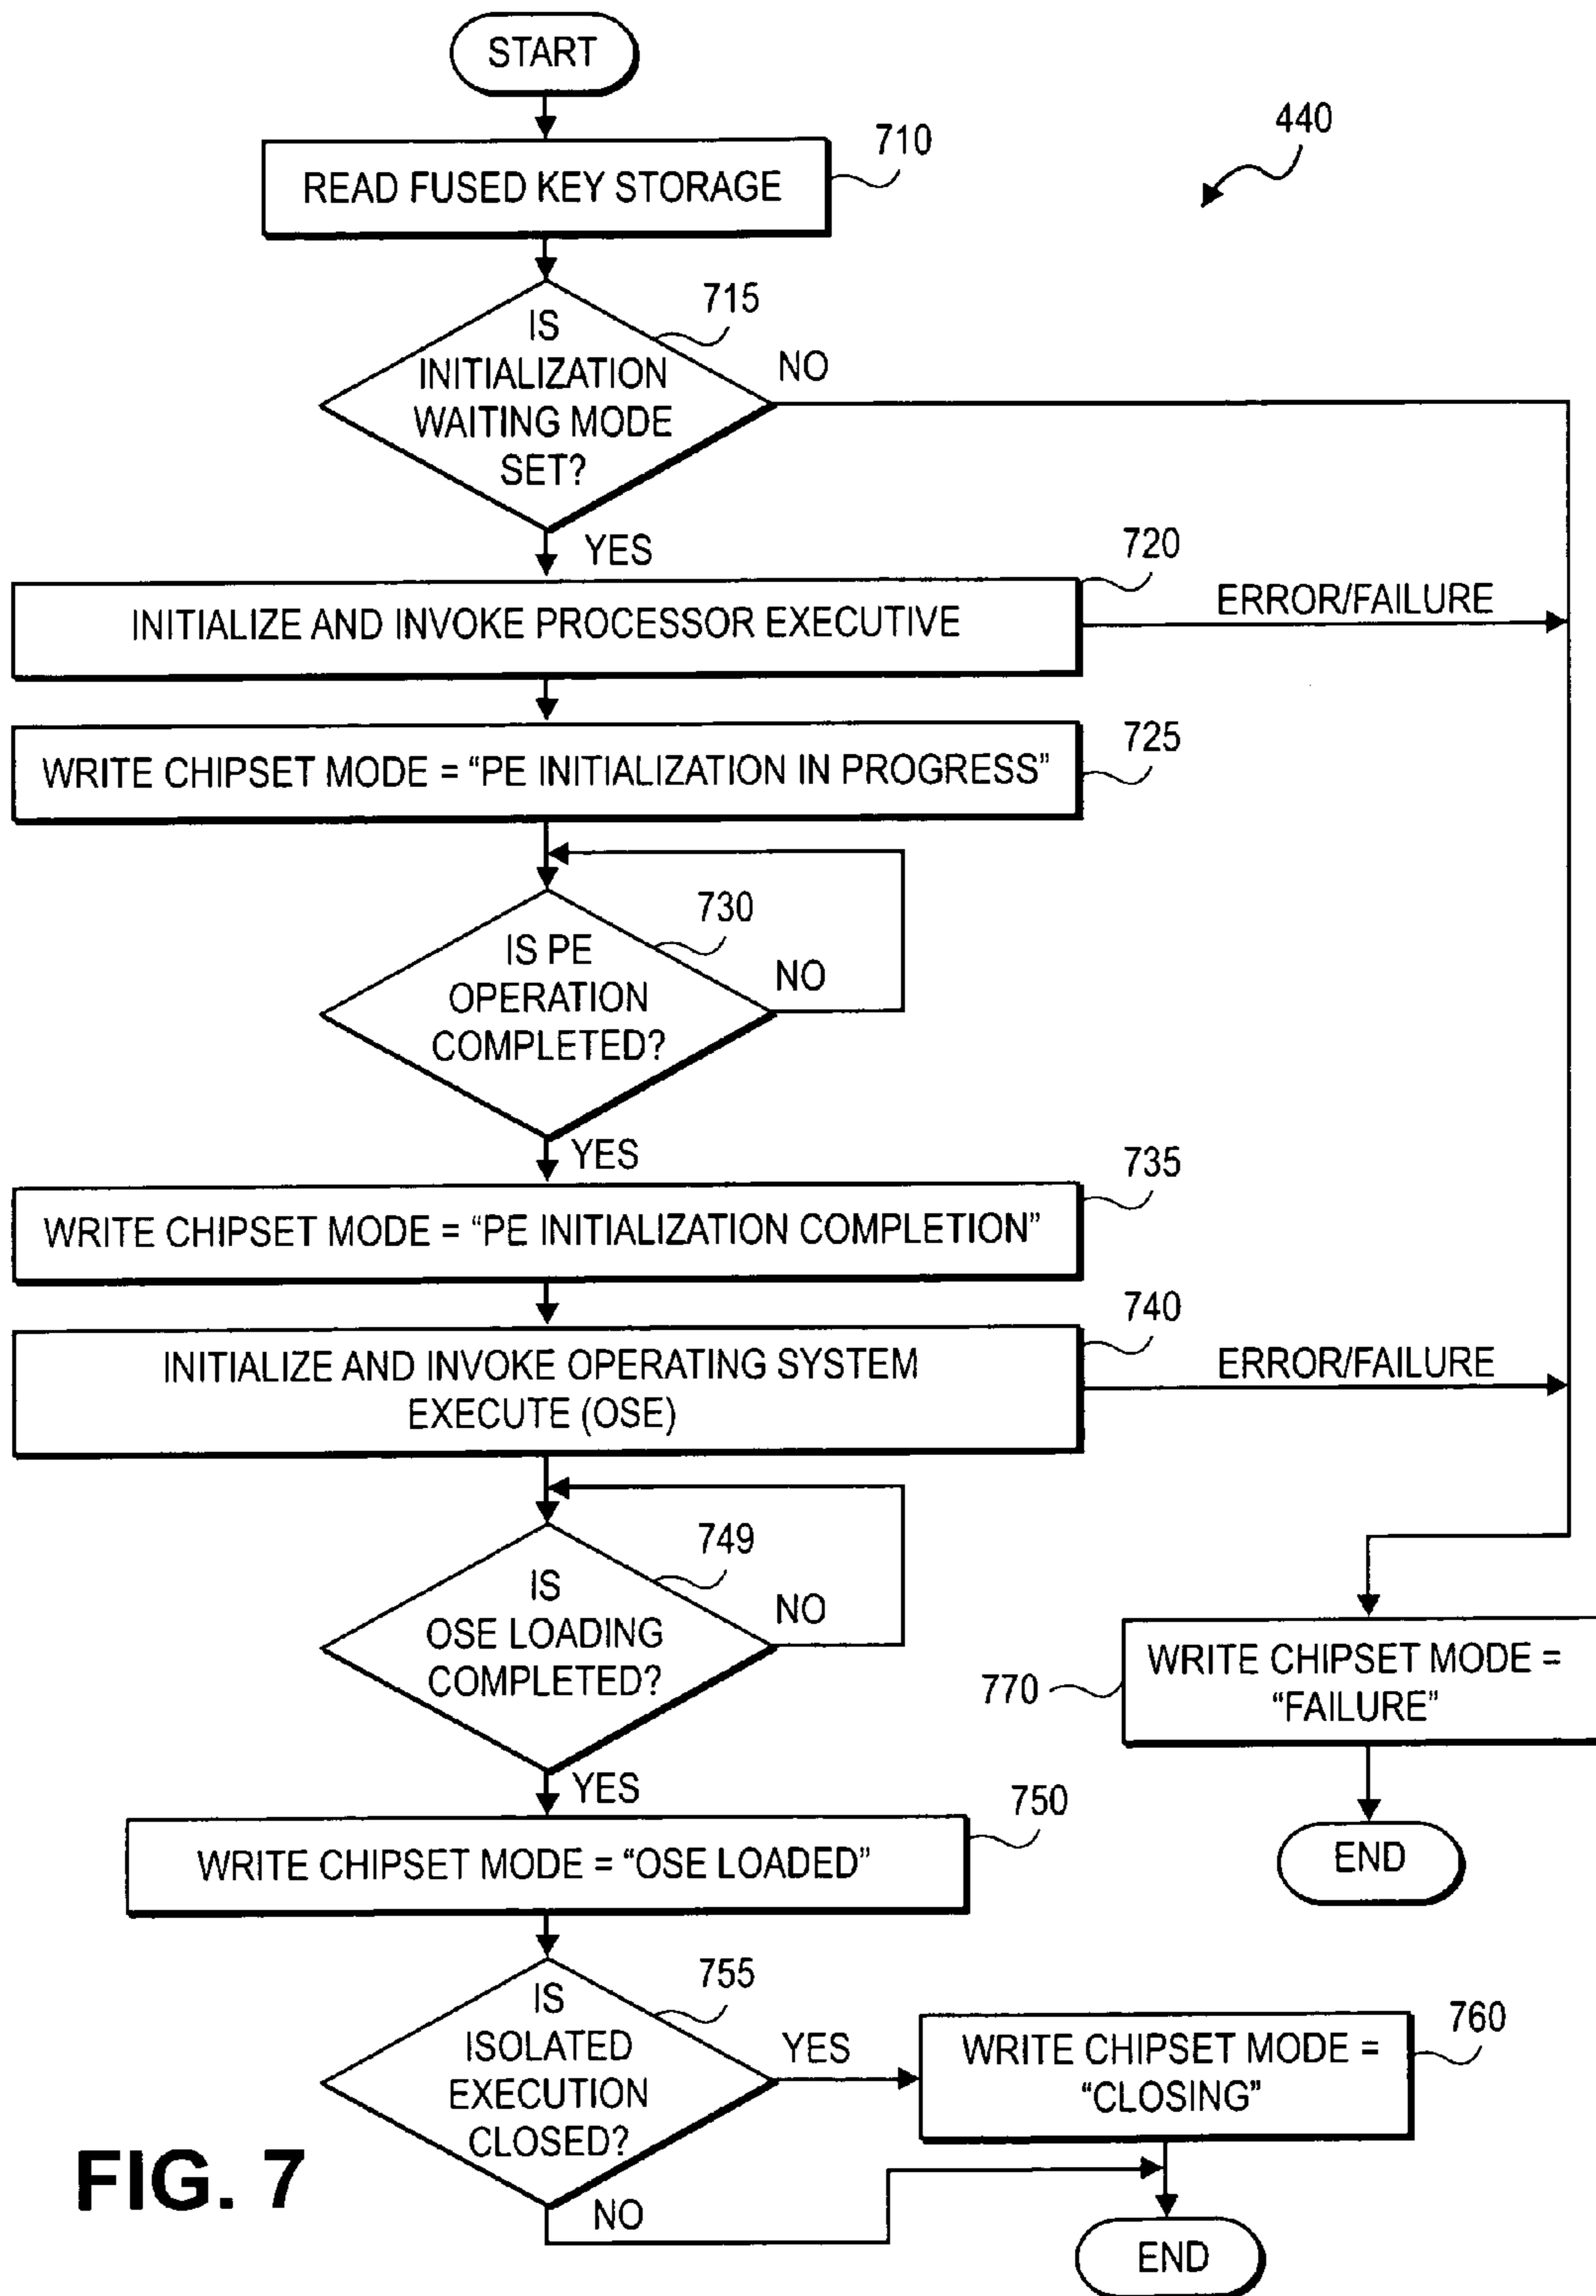 START
440
710
READ FUSED KEY STORAGE
715
IS
INITIALIZATION
WAITING MODE
SET?
NO
YES
720
INITIALIZE AND INVOKE PROCESSOR EXECUTIVE
ERROR/FAILURE
725
WRITE CHIPSET MODE = “PE INITIALIZATION IN PROGRESS”
730
IS PE
OPERATION
COMPLETED?
NO
YES
735
WRITE CHIPSET MODE = “PE INITIALIZATION COMPLETION”
740
INITIALIZE AND INVOKE OPERATING SYSTEM
EXECUTE (OSE)
ERROR/FAILURE
749
IS
OSE LOADING
COMPLETED?
NO
YES
770
WRITE CHIPSET MODE =
“FAILURE”
END
750
WRITE CHIPSET MODE = “OSE LOADED”
755
IS
ISOLATED
EXECUTION
CLOSED?
YES
NO
760
WRITE CHIPSET MODE =
“CLOSING”
END
FIG. 7